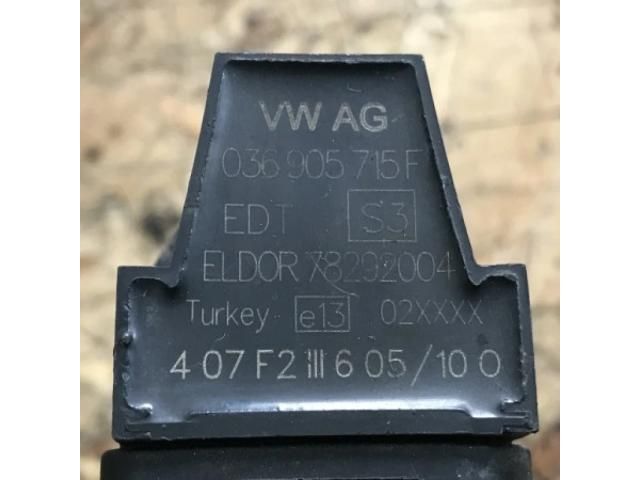 VW AG
036 905 715 F
EDT S3
ELDOR 78292004
Turkey e13 02XXXX
4 07 F2 6 05/10 0